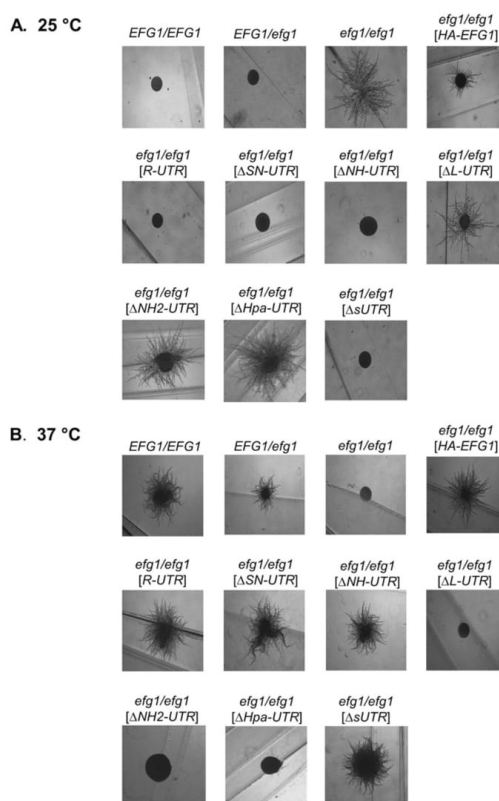 A. 25 °C
EFG1/EFG1
EFG1/efg1
efg1/efg1
efg1/efg1
[HA-EFG1]
efg1/efg1
[R-UTR]
efg1/efg1
[ΔSN-UTR]
efg1/efg1
[ΔNH-UTR]
efg1/efg1
[ΔL-UTR]
efg1/efg1
[ΔNH2-UTR]
efg1/efg1
[ΔHpa-UTR]
efg1/efg1
[ΔsUTR]
B. 37 °C
EFG1/EFG1
EFG1/efg1
efg1/efg1
efg1/efg1
[HA-EFG1]
efg1/efg1
[R-UTR]
efg1/efg1
[ΔSN-UTR]
efg1/efg1
[ΔNH-UTR]
efg1/efg1
[ΔL-UTR]
efg1/efg1
[ΔNH2-UTR]
efg1/efg1
[ΔHpa-UTR]
efg1/efg1
[ΔsUTR]